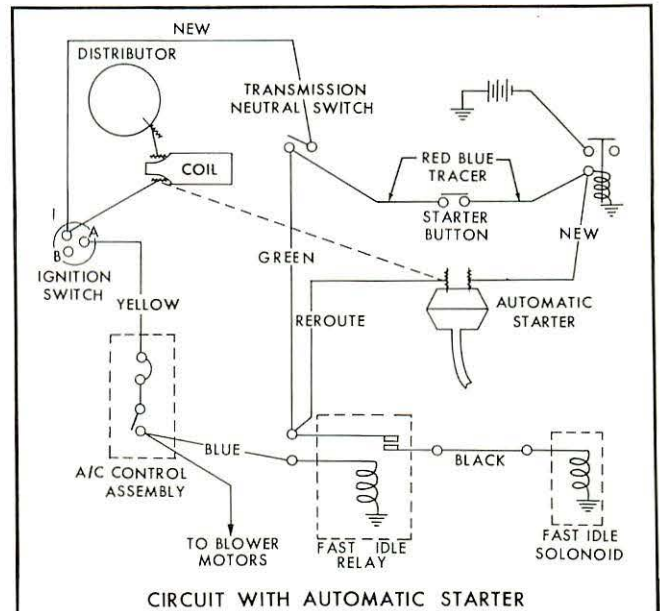 NEW
DISTRIBUTOR
TRANSMISSION
NEUTRAL SWITCH
COIL
RED BLUE
TRACER
STARTER
BUTTON
I
A
B
IGNITION
SWITCH
GREEN
NEW
YELLOW
REROUTE
AUTOMATIC
STARTER
BLUE
BLACK
A/C CONTROL
ASSEMBLY
TO BLOWER
MOTORS
FAST IDLE
RELAY
FAST IDLE
SOLONOID
CIRCUIT WITH AUTOMATIC STARTER